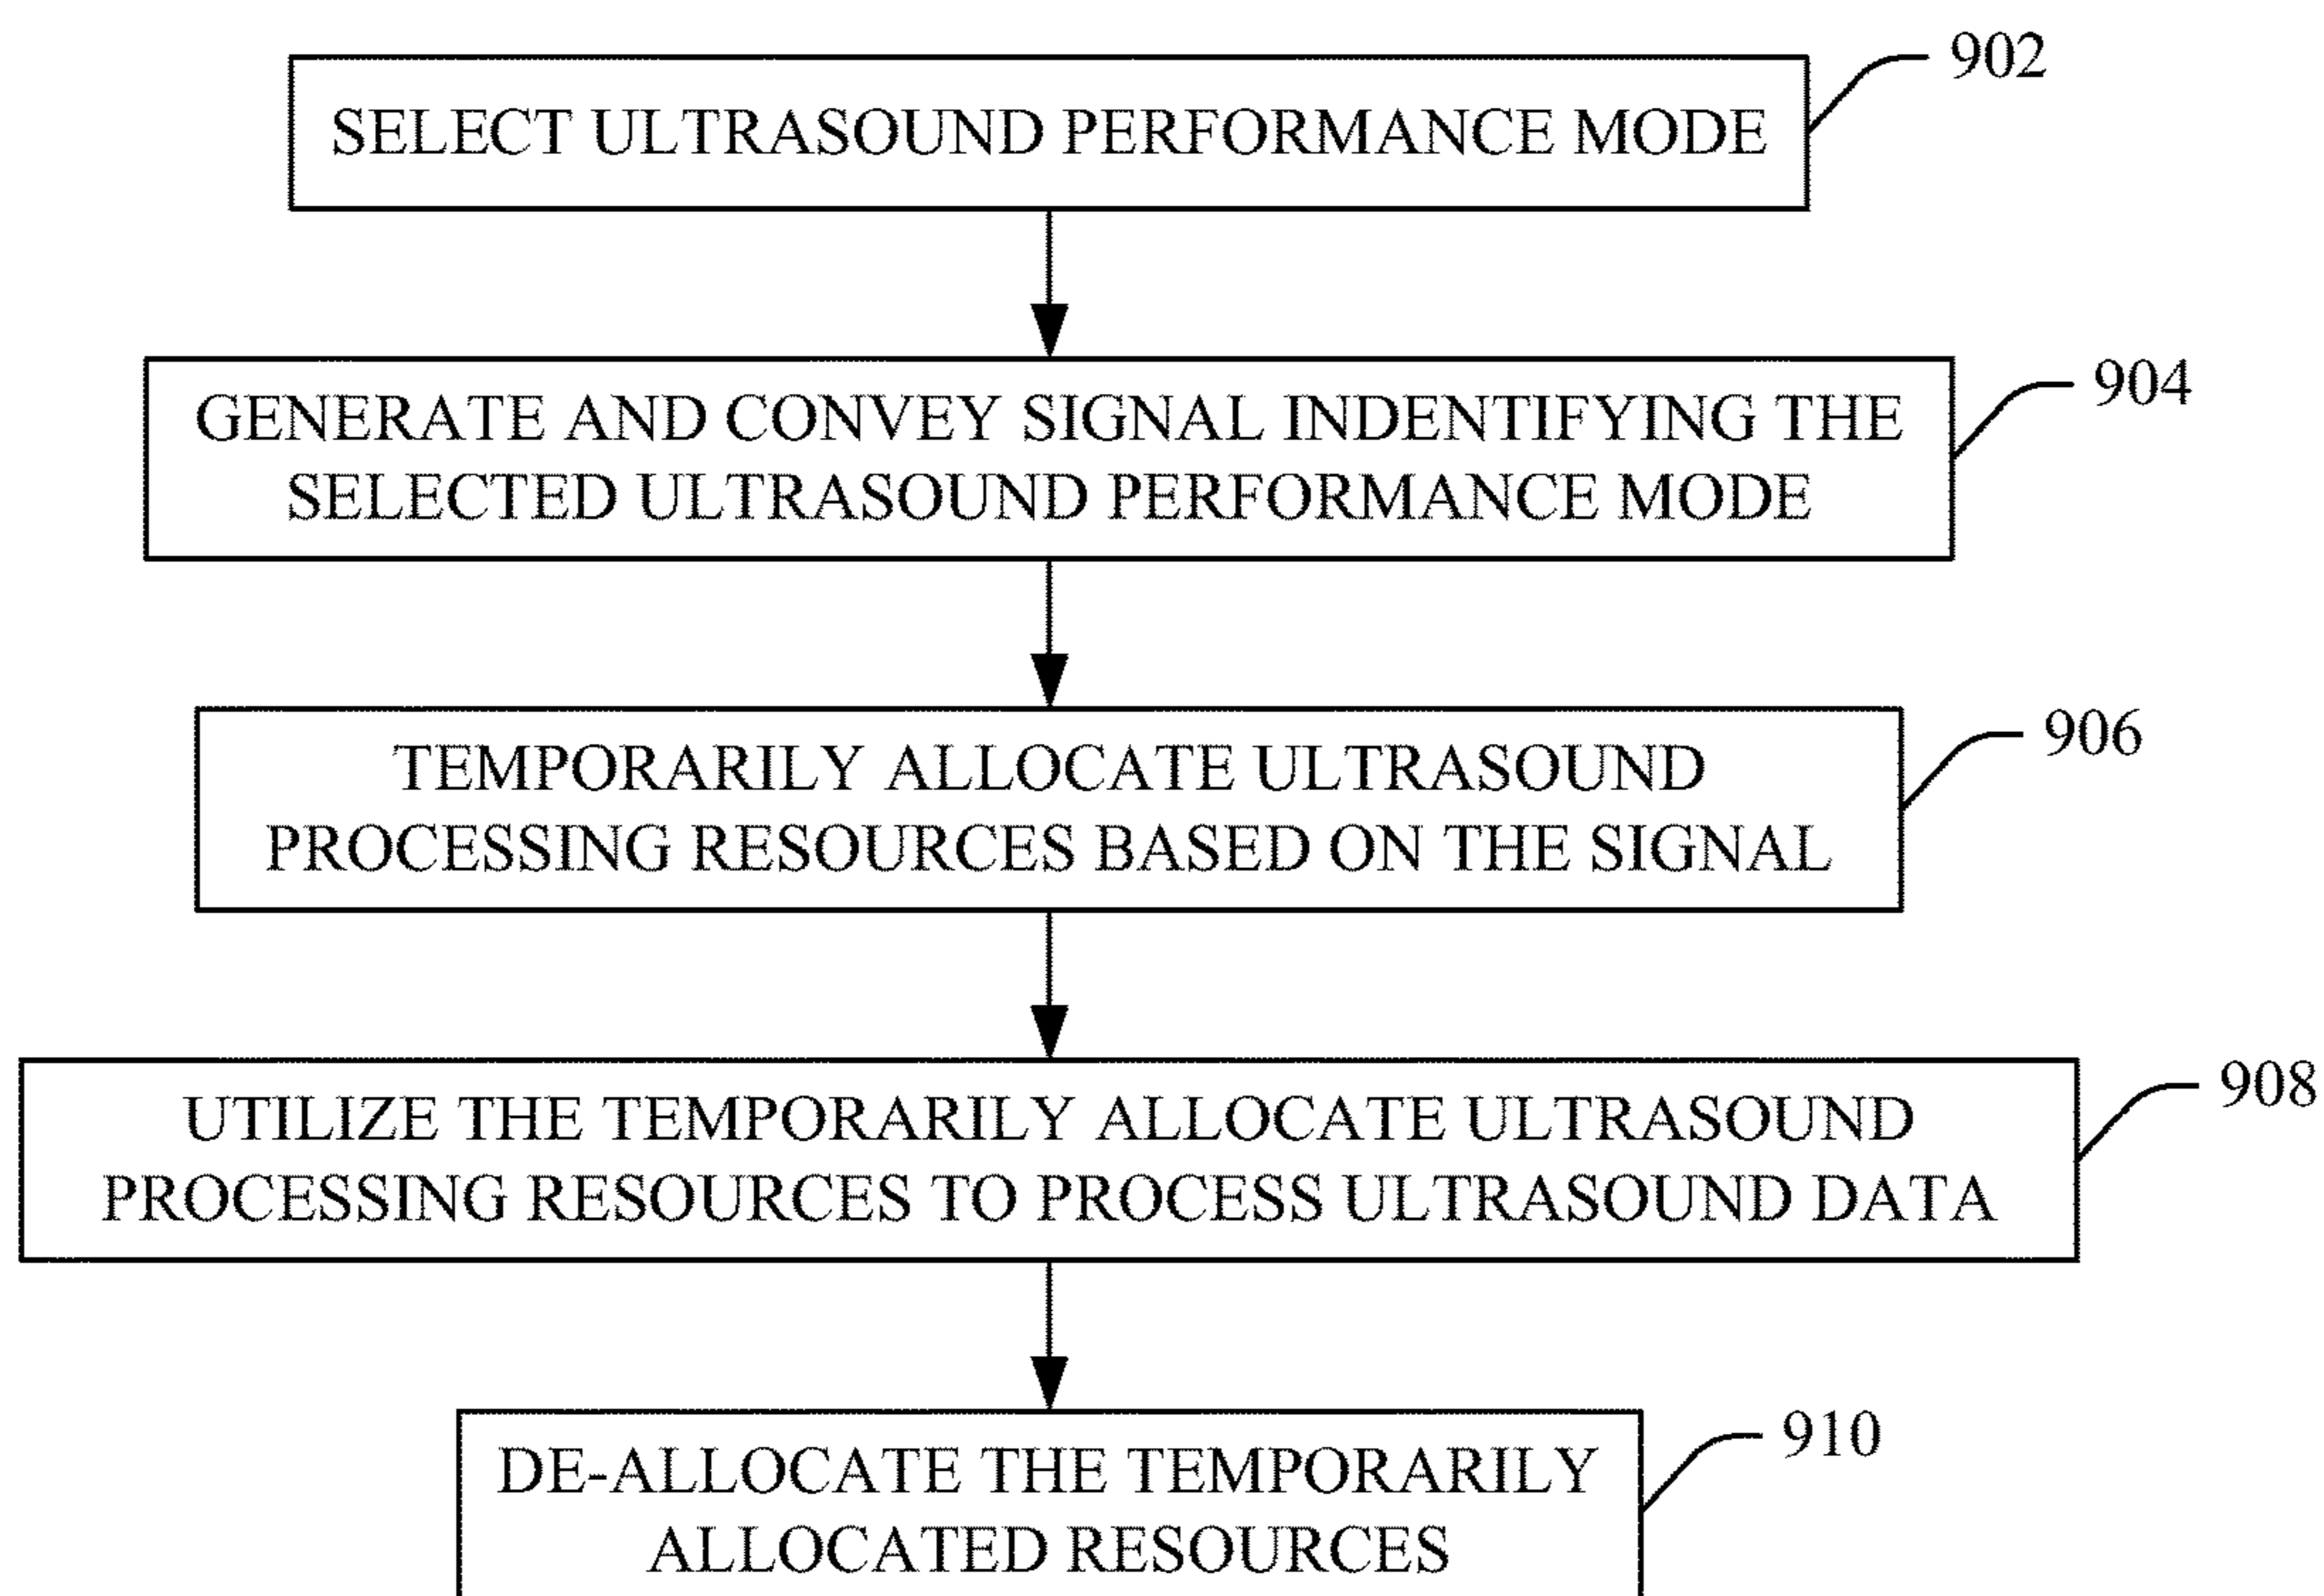 902
SELECT ULTRASOUND PERFORMANCE MODE
904
GENERATE AND CONVEY SIGNAL INDENTIFYING THE
SELECTED ULTRASOUND PERFORMANCE MODE
906
TEMPORARILY ALLOCATE ULTRASOUND
PROCESSING RESOURCES BASED ON THE SIGNAL
908
UTILIZE THE TEMPORARILY ALLOCATE ULTRASOUND
PROCESSING RESOURCES TO PROCESS ULTRASOUND DATA
910
DE-ALLOCATE THE TEMPORARILY
ALLOCATED RESOURCES